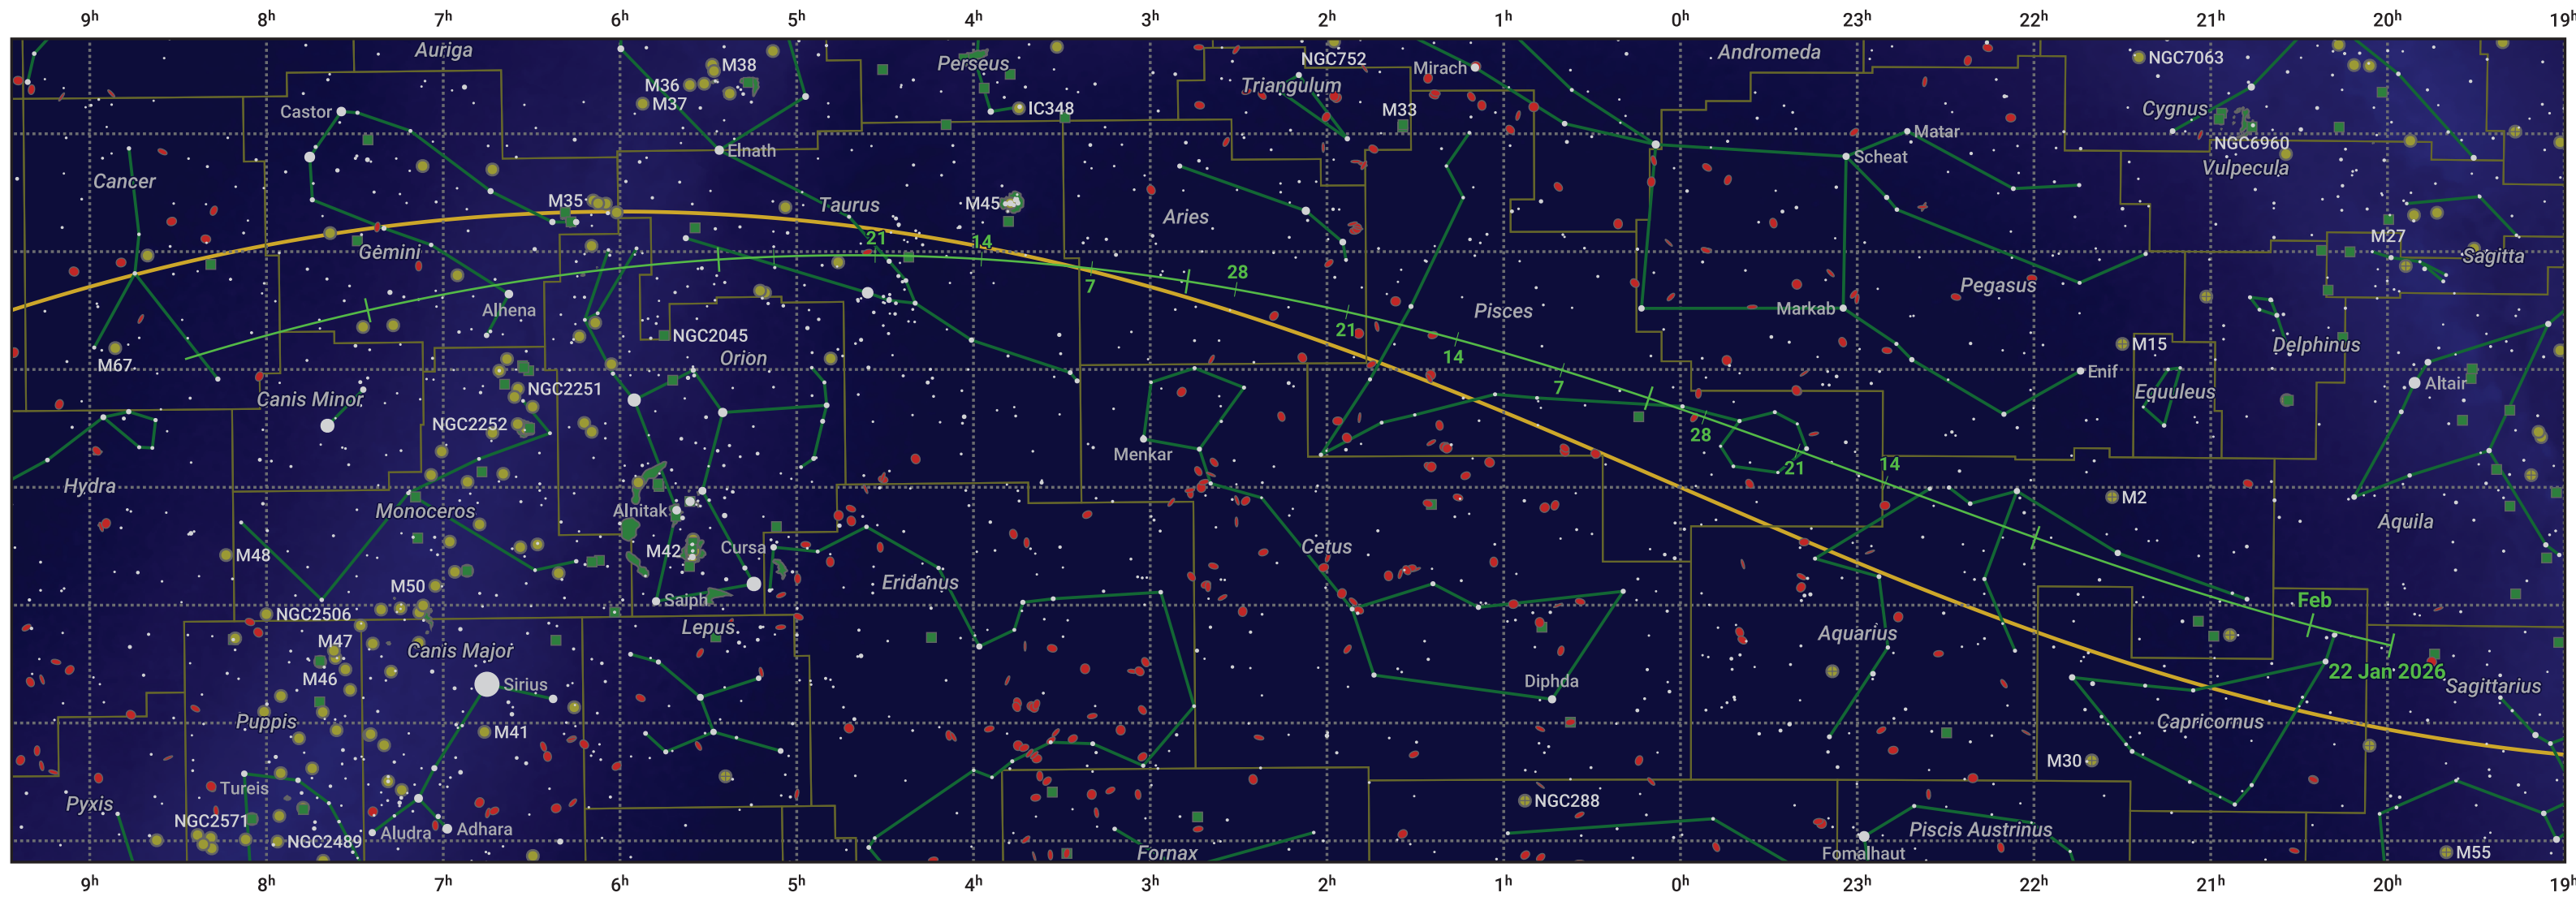 9h 8h 7h 6h 5h 4h 3h 2h 1h 0h 23h 22h 21h 20h 19h
Auriga
M38
M36
M37
Castor
Elnath
Perseus
IC348
NGC752
Triangulum
Mirach
M33
Andromeda
NGC7063
Cygnus
Matar
Scheat
NGC6960
Vulpecula
Cancer
M35
Taurus
M45
Aries
21
14
28
7
M27
Sagitta
Gemini
Alhena
Pegasus
Pisces
Markab
21
14
7
M67
NGC2045
Orion
M15
Delphinus
Enif
Altair
Equuleus
Canis Minor
NGC2251
NGC2252
Menkar
28
21
14
Hydra
Monoceros
Alnitak
M2
Aquila
M48
M42
Cursa
Cetus
M50
Eridanus
Saiph
Feb
NGC2506
Lepus
M47
Canis Major
Aquarius
M46
Sirius
Diphda
22 Jan 2026
Sagittarius
Puppis
M41
Capricornus
M30
Tureis
Pyxis
NGC2571
NGC2489
Aludra
Adhara
NGC288
Piscis Austrinus
Fornax
Fomalhaut
M55
9h 8h 7h 6h 5h 4h 3h 2h 1h 0h 23h 22h 21h 20h 19h